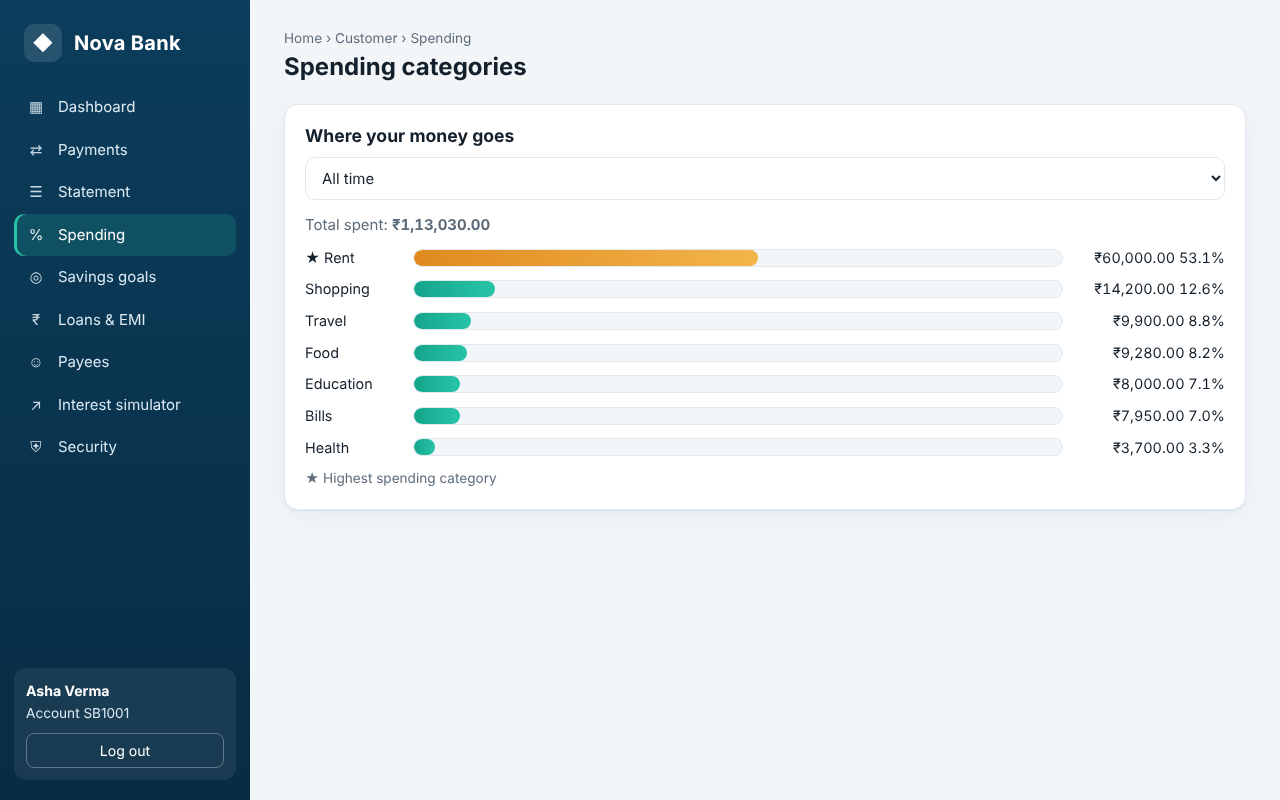 Nova Bank
Dashboard
Payments
Statement
% Spending
Savings goals
₹ Loans & EMI
Payees
Interest simulator
Security
Asha Verma
Account SB1001
Log out
Home › Customer › Spending
Spending categories
Where your money goes
All time
Total spent: ₹1,13,030.00
★ Rent ₹60,000.00 53.1%
Shopping ₹14,200.00 12.6%
Travel ₹9,900.00 8.8%
Food ₹9,280.00 8.2%
Education ₹8,000.00 7.1%
Bills ₹7,950.00 7.0%
Health ₹3,700.00 3.3%
★ Highest spending category